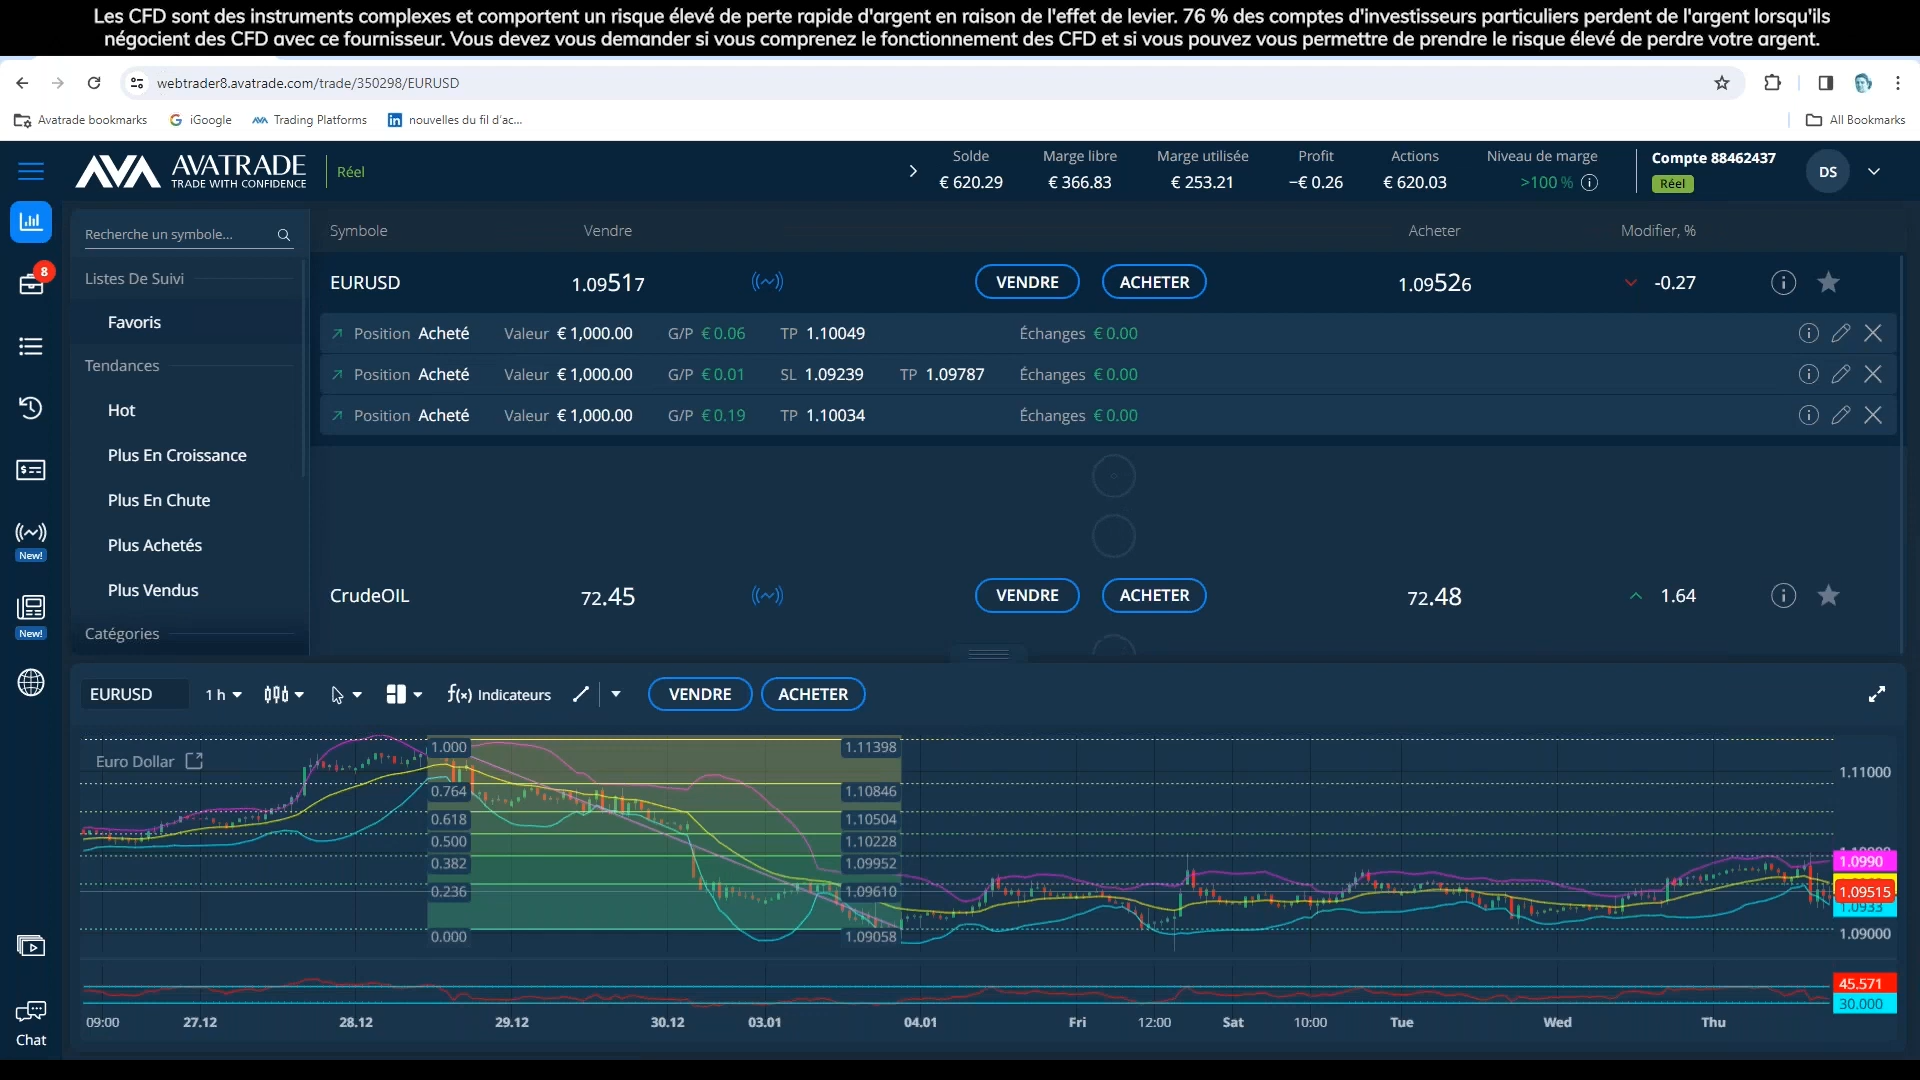 Les CFD sont des instruments complexes et comportent un risque élevé de perte rapide d'argent en raison de l'effet de levier. 76 % des comptes d'investisseurs particuliers perdent de l'argent lorsqu'ils
négocient des CFD avec ce fournisseur. Vous devez vous demander si vous comprenez le fonctionnement des CFD et si vous pouvez vous permettre de prendre le risque élevé de perdre votre argent.
webtrader8.avatrade.com/trade/350298/EURUSD
Avatrade bookmarks iGoogle Trading Platforms nouvelles du fil d'ac... All Bookmarks
AVA AVATRADE TRADE WITH CONFIDENCE Réel
Solde Marge libre Marge utilisée Profit Actions Niveau de marge Compte 88462437
€ 620.29 € 366.83 € 253.21 −€ 0.26 € 620.03 >100 % Réel DS
Recherche un symbole... Symbole Vendre Acheter Modifier, %
8
Listes De Suivi
EURUSD 1.09517 VENDRE ACHETER 1.09526 -0.27
Favoris
Position Acheté Valeur € 1,000.00 G/P € 0.06 TP 1.10049 Échanges € 0.00
Tendances
Position Acheté Valeur € 1,000.00 G/P € 0.01 SL 1.09239 TP 1.09787 Échanges € 0.00
Hot
Position Acheté Valeur € 1,000.00 G/P € 0.19 TP 1.10034 Échanges € 0.00
Plus En Croissance
Plus En Chute
Plus Achetés
New!
Plus Vendus
CrudeOIL 72.45 VENDRE ACHETER 72.48 1.64
New!
Catégories
EURUSD 1 h f(x) Indicateurs VENDRE ACHETER
Euro Dollar
1.000 1.11398
1.11000
0.764 1.10846
0.618 1.10504
0.500 1.10228
0.382 1.09952
1.0990
0.236 1.09610
1.09515
1.0933
0.000 1.09058
1.09000
45.571
30.000
09:00 27.12 28.12 29.12 30.12 03.01 04.01 Fri 12:00 Sat 10:00 Tue Wed Thu
Chat